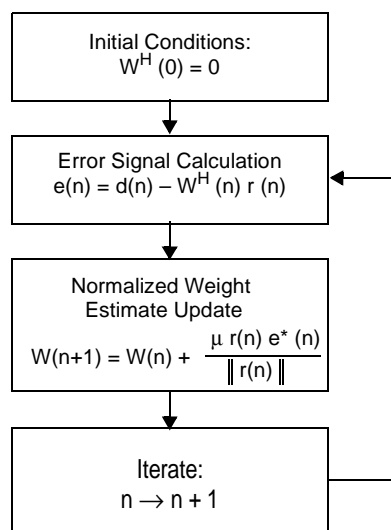 Initial Conditions:
W^H (0) = 0
Error Signal Calculation
e(n) = d(n) – W^H (n) r (n)
Normalized Weight
Estimate Update
W(n+1) = W(n) + μ r(n) e* (n) / ‖ r(n) ‖
Iterate:
n → n + 1